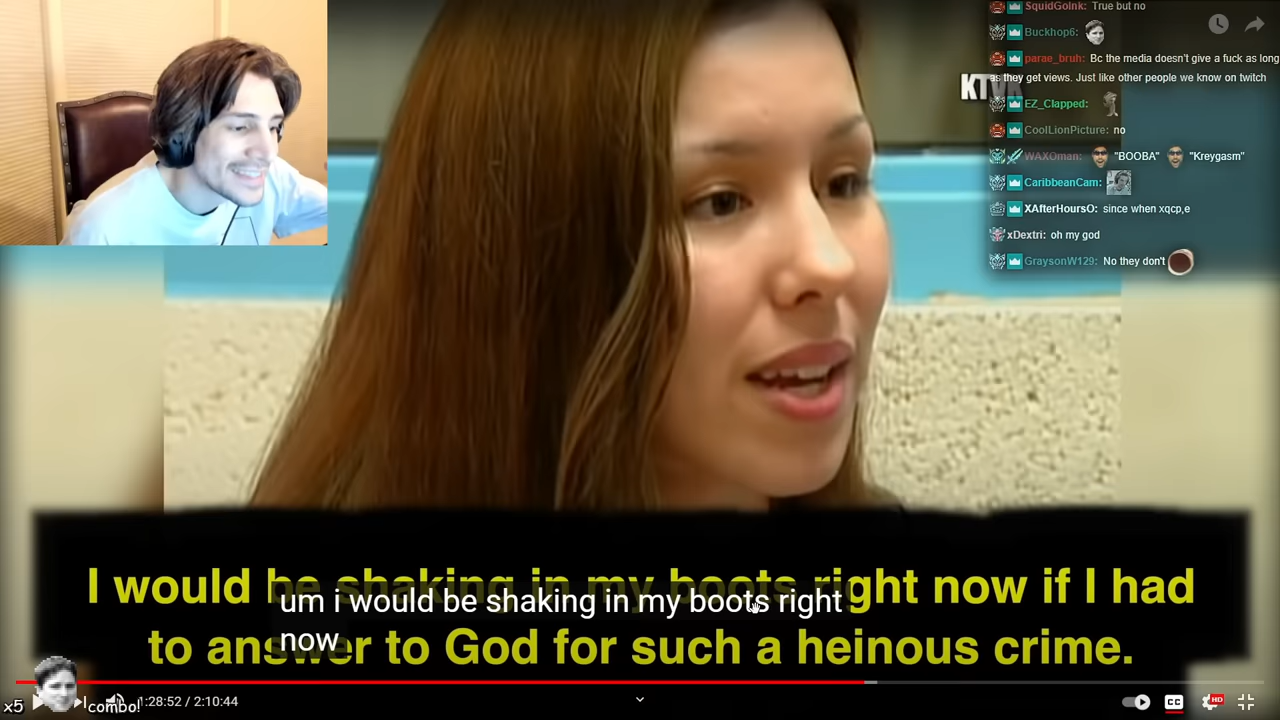 SquidGoInk: True but no
Buckhop6:
parae_bruh: Bc the media doesn't give a fuck as long
as they get views. Just like other people we know on twitch
KTVK
EZ_Clapped:
CoolLionPicture: no
WAXOman: "BOOBA" "Kreygasm"
CaribbeanCam:
XAfterHoursO: since when xqcp,e
xDextri: oh my god
GraysonW129: No they don't
I would be shaking in my boots right now if I had
um i would be shaking in my boots right
now
to answer to God for such a heinous crime.
x5 combo! 1:28:52 / 2:10:44 CC HD